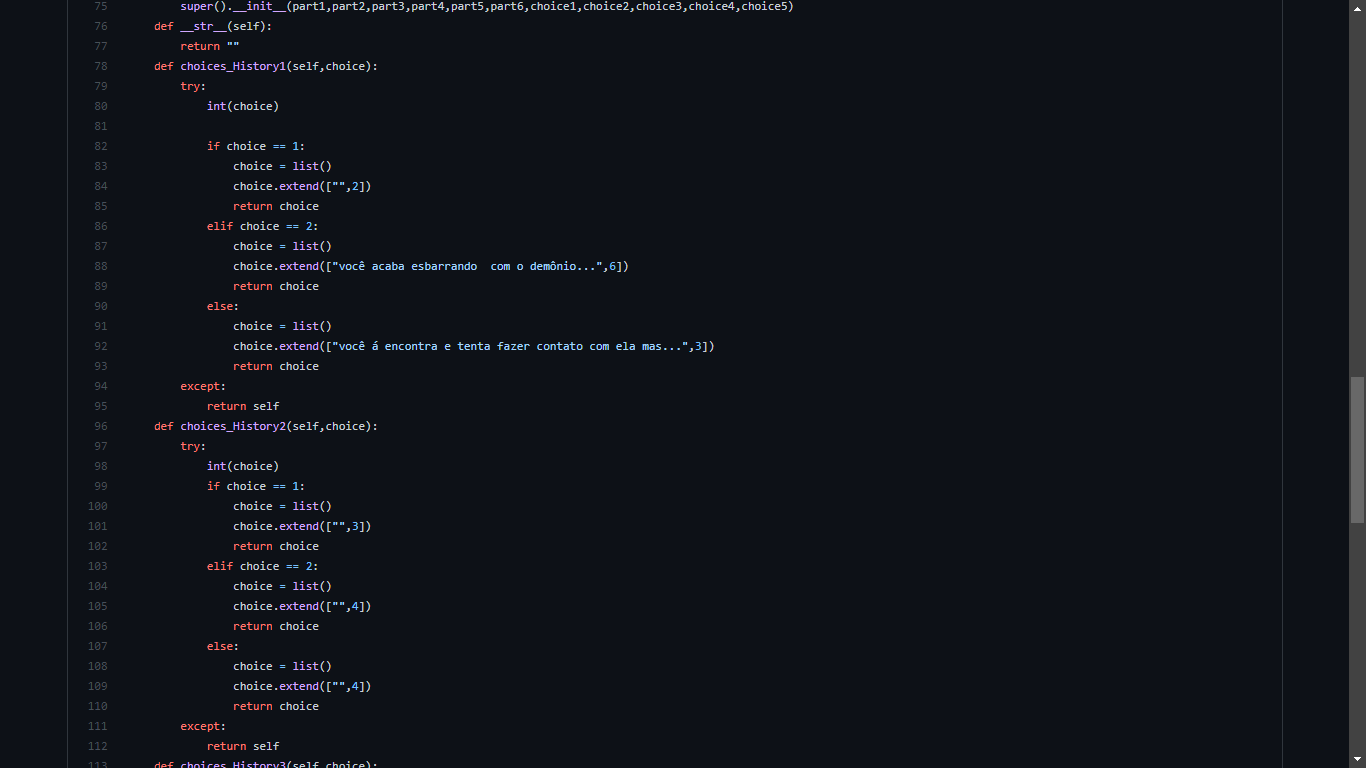 75 super().__init__(part1,part2,part3,part4,part5,part6,choice1,choice2,choice3,choice4,choice5)
76 def __str__(self):
77 return ""
78 def choices_History1(self,choice):
79 try:
80 int(choice)
81
82 if choice == 1:
83 choice = list()
84 choice.extend(["",2])
85 return choice
86 elif choice == 2:
87 choice = list()
88 choice.extend(["você acaba esbarrando  com o demônio...",6])
89 return choice
90 else:
91 choice = list()
92 choice.extend(["você á encontra e tenta fazer contato com ela mas...",3])
93 return choice
94 except:
95 return self
96 def choices_History2(self,choice):
97 try:
98 int(choice)
99 if choice == 1:
100 choice = list()
101 choice.extend(["",3])
102 return choice
103 elif choice == 2:
104 choice = list()
105 choice.extend(["",4])
106 return choice
107 else:
108 choice = list()
109 choice.extend(["",4])
110 return choice
111 except:
112 return self
113 def choices_History3(self,choice):